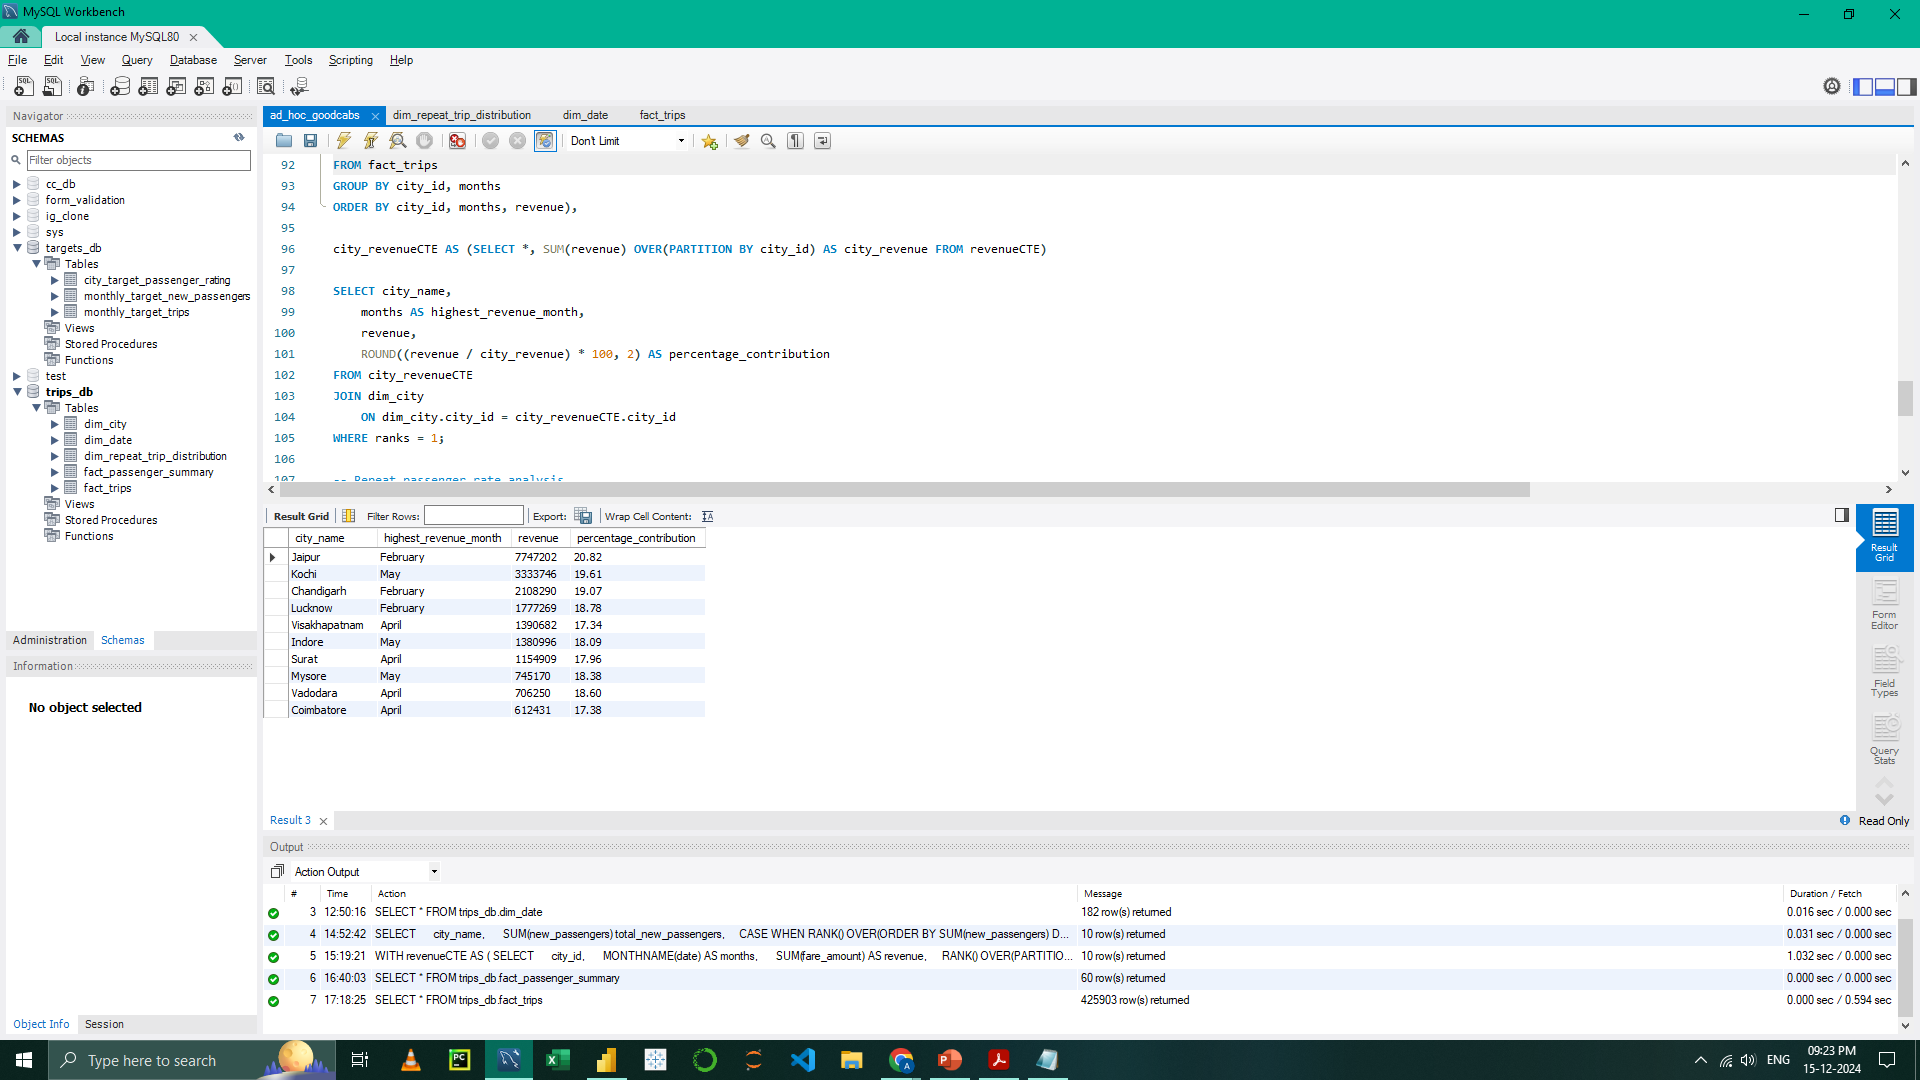 MySQL Workbench
Local instance MySQL80
File Edit View Query Database Server Tools Scripting Help
Navigator
SCHEMAS
Filter objects
cc_db
form_validation
ig_clone
sys
targets_db
Tables
city_target_passenger_rating
monthly_target_new_passengers
monthly_target_trips
Views
Stored Procedures
Functions
test
trips_db
Tables
dim_city
dim_date
dim_repeat_trip_distribution
fact_passenger_summary
fact_trips
Views
Stored Procedures
Functions
Administration Schemas
Information
No object selected
Object Info Session
ad_hoc_goodcabs dim_repeat_trip_distribution dim_date fact_trips
Don't Limit
92 FROM fact_trips
93 GROUP BY city_id, months
94 ORDER BY city_id, months, revenue),
95
96 city_revenueCTE AS (SELECT *, SUM(revenue) OVER(PARTITION BY city_id) AS city_revenue FROM revenueCTE)
97
98 SELECT city_name,
99 months AS highest_revenue_month,
100 revenue,
101 ROUND((revenue / city_revenue) * 100, 2) AS percentage_contribution
102 FROM city_revenueCTE
103 JOIN dim_city
104 ON dim_city.city_id = city_revenueCTE.city_id
105 WHERE ranks = 1;
106
107 -- Repeat passenger rate analysis
Result Grid Filter Rows: Export: Wrap Cell Content:
city_name highest_revenue_month revenue percentage_contribution
Jaipur February 7747202 20.82
Kochi May 3333746 19.61
Chandigarh February 2108290 19.07
Lucknow February 1777269 18.78
Visakhapatnam April 1390682 17.34
Indore May 1380996 18.09
Surat April 1154909 17.96
Mysore May 745170 18.38
Vadodara April 706250 18.60
Coimbatore April 612431 17.38
Result Grid
Form Editor
Field Types
Query Stats
Result 3
Read Only
Output
Action Output
# Time Action Message Duration / Fetch
3 12:50:16 SELECT * FROM trips_db.dim_date 182 row(s) returned 0.016 sec / 0.000 sec
4 14:52:42 SELECT city_name, SUM(new_passengers) total_new_passengers, CASE WHEN RANK() OVER(ORDER BY SUM(new_passengers) D... 10 row(s) returned 0.031 sec / 0.000 sec
5 15:19:21 WITH revenueCTE AS ( SELECT city_id, MONTHNAME(date) AS months, SUM(fare_amount) AS revenue, RANK() OVER(PARTITIO... 10 row(s) returned 1.032 sec / 0.000 sec
6 16:40:03 SELECT * FROM trips_db.fact_passenger_summary 60 row(s) returned 0.000 sec / 0.000 sec
7 17:18:25 SELECT * FROM trips_db.fact_trips 425903 row(s) returned 0.000 sec / 0.594 sec
Type here to search
ENG
09:23 PM
15-12-2024